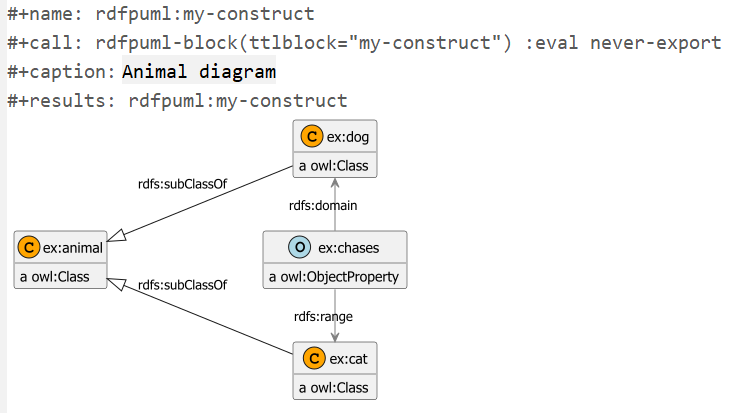 #+name: rdfpuml:my-construct
#+call: rdfpuml-block(ttlblock="my-construct") :eval never-export
#+caption: Animal diagram
#+results: rdfpuml:my-construct
C ex:dog
a owl:Class
rdfs:subClassOf
rdfs:domain
C ex:animal
a owl:Class
O ex:chases
a owl:ObjectProperty
rdfs:subClassOf
rdfs:range
C ex:cat
a owl:Class